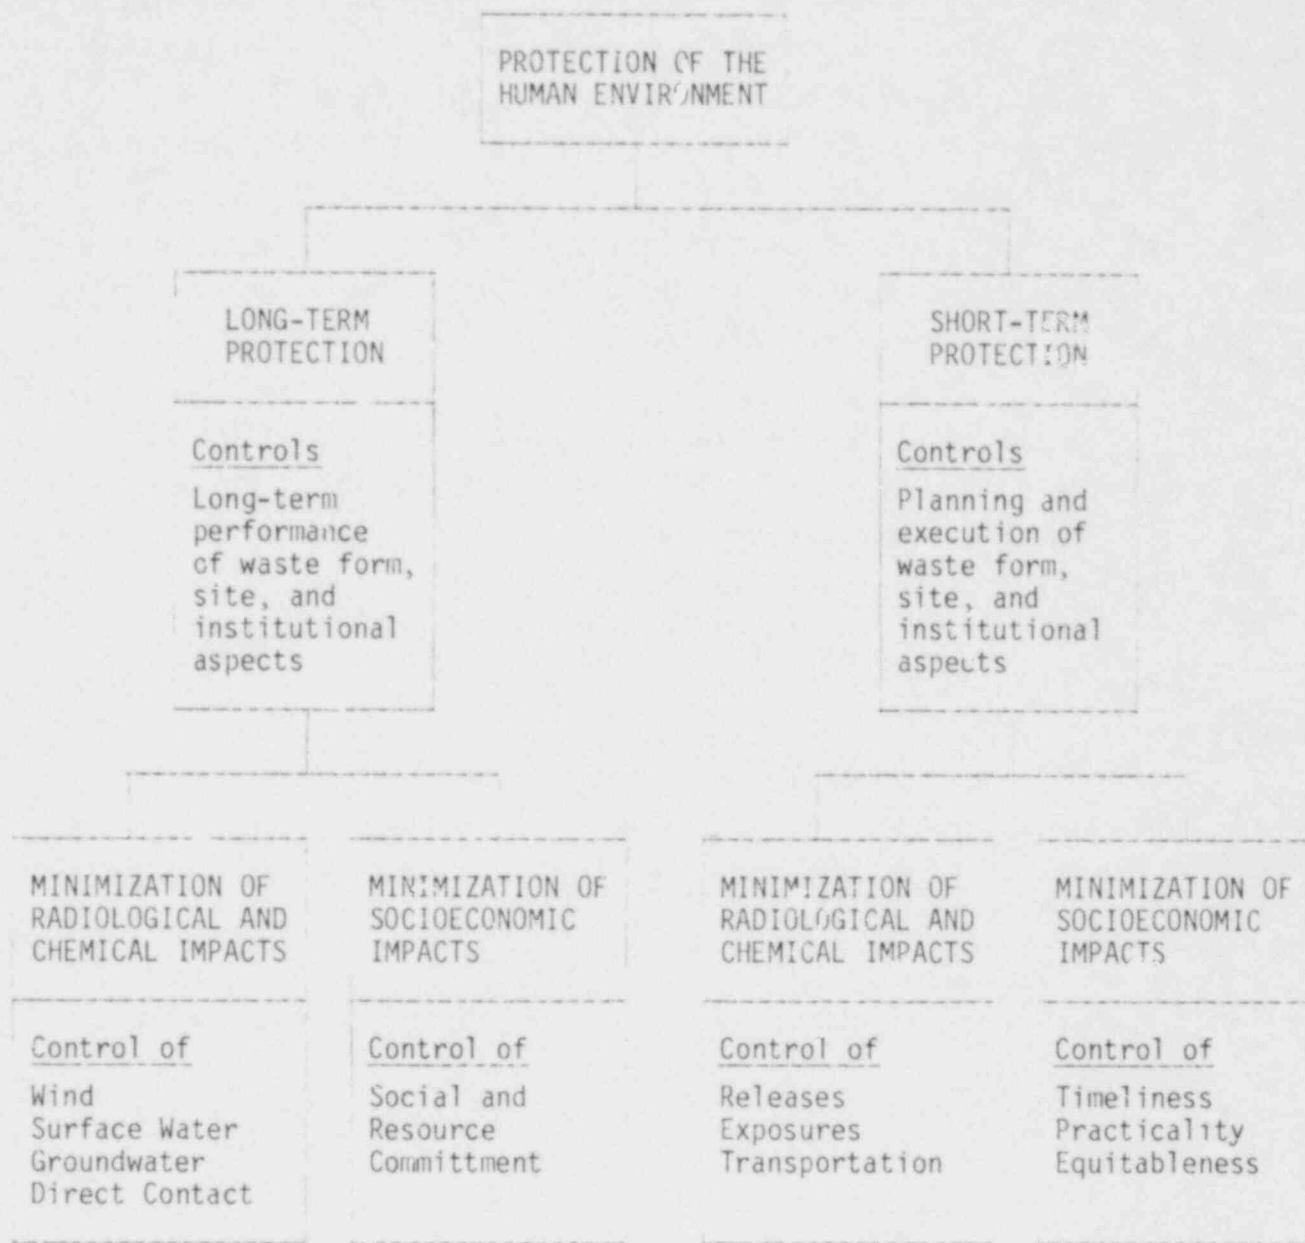 PROTECTION OF THE
HUMAN ENVIRONMENT
LONG-TERM
PROTECTION
Controls
Long-term
performance
of waste form,
site, and
institutional
aspects
SHORT-TERM
PROTECTION
Controls
Planning and
execution of
waste form,
site, and
institutional
aspects
MINIMIZATION OF
RADIOLOGICAL AND
CHEMICAL IMPACTS
Control of
Wind
Surface Water
Groundwater
Direct Contact
MINIMIZATION OF
SOCIOECONOMIC
IMPACTS
Control of
Social and
Resource
Committment
MINIMIZATION OF
RADIOLOGICAL AND
CHEMICAL IMPACTS
Control of
Releases
Exposures
Transportation
MINIMIZATION OF
SOCIOECONOMIC
IMPACTS
Control of
Timeliness
Practicality
Equitableness